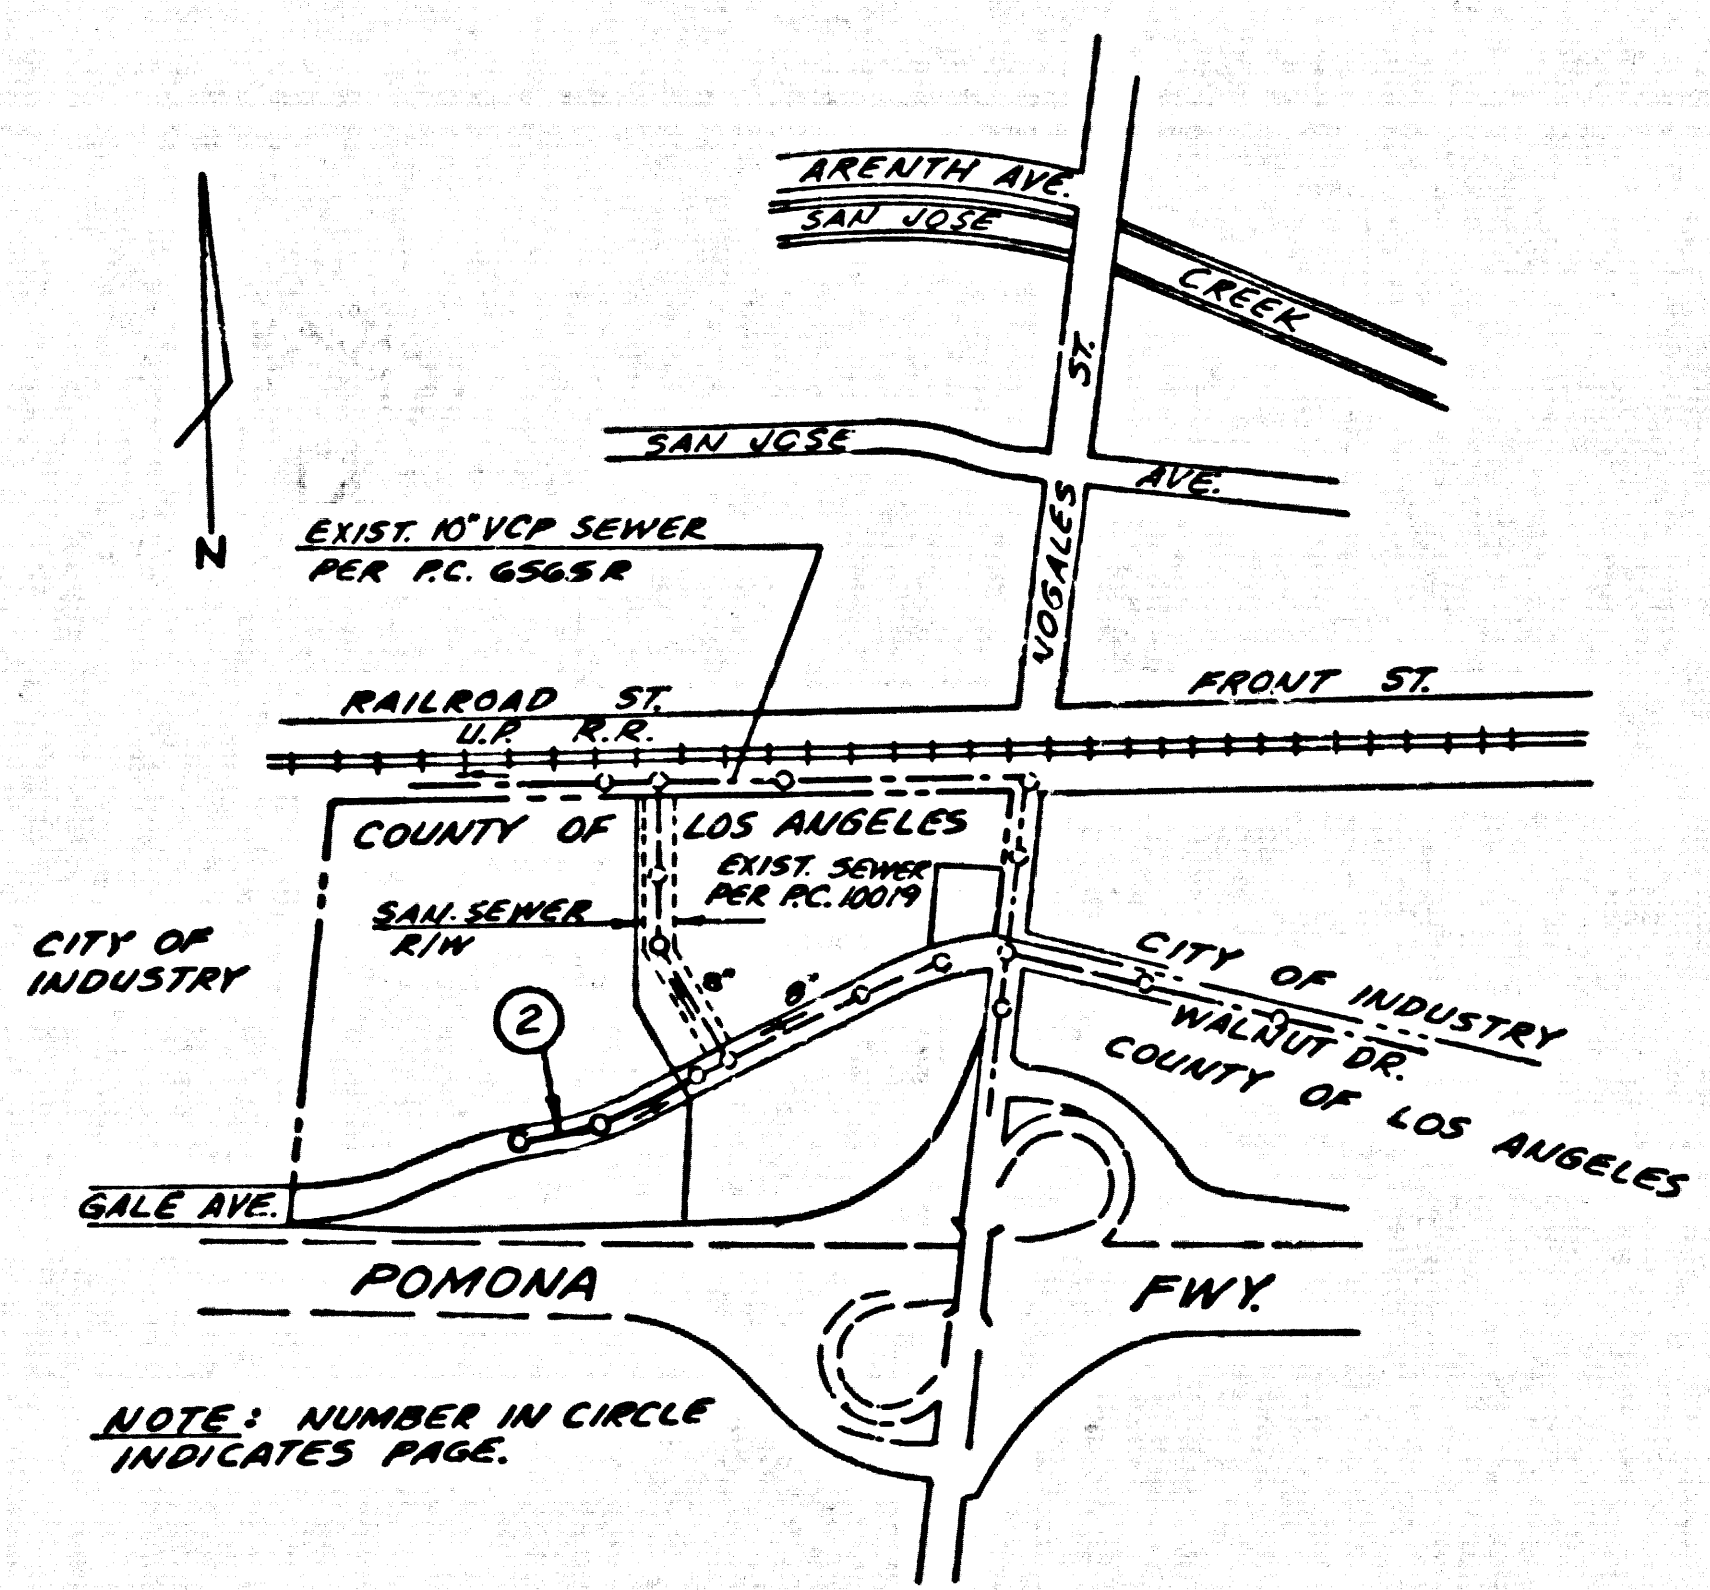 ARENTH AVE.
SAN JOSE CREEK
ST.
SAN JOSE AVE.
NOGALES
EXIST. 10" VCP SEWER
PER P.C. 6565 R
N
RAILROAD ST.
FRONT ST.
U.P. R.R.
COUNTY OF LOS ANGELES
EXIST. SEWER
PER P.C. 10019
SAN. SEWER
R/W
CITY OF
INDUSTRY
8"
8"
2
CITY OF INDUSTRY
WALNUT DR.
COUNTY OF LOS ANGELES
GALE AVE.
POMONA FWY.
NOTE: NUMBER IN CIRCLE
INDICATES PAGE.